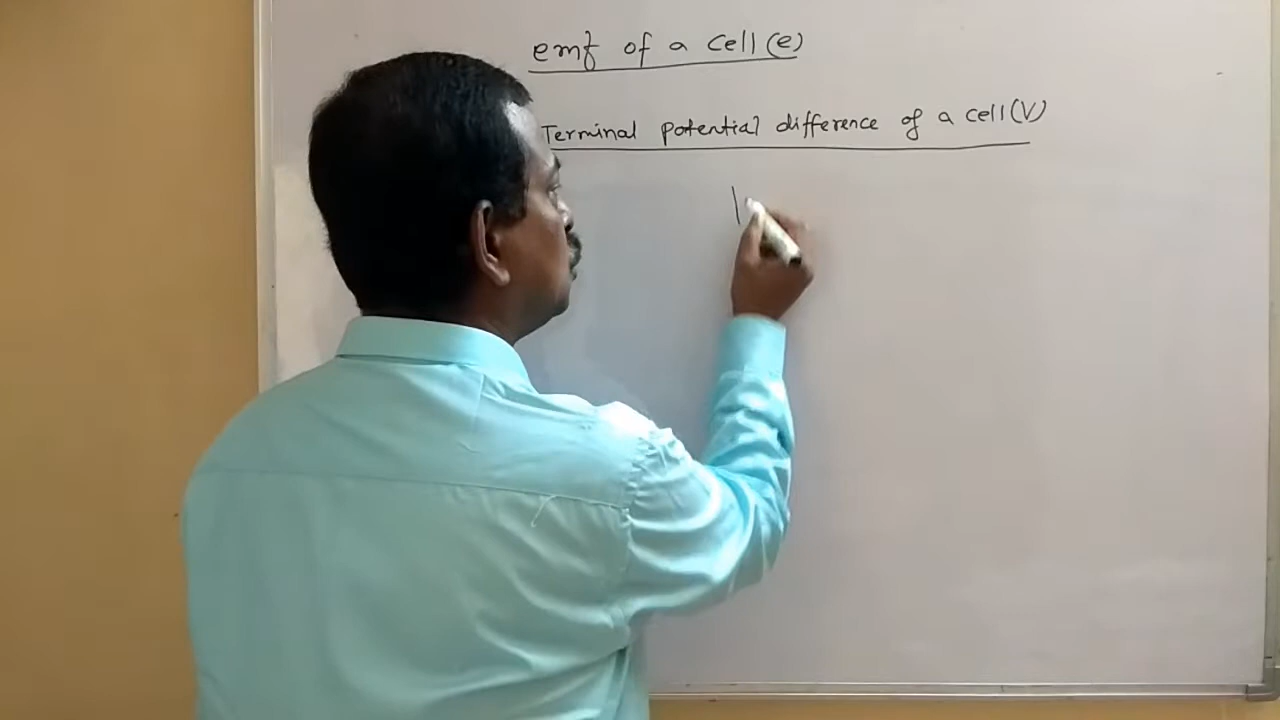 emf of a cell (e)
Terminal potential difference of a cell (V)